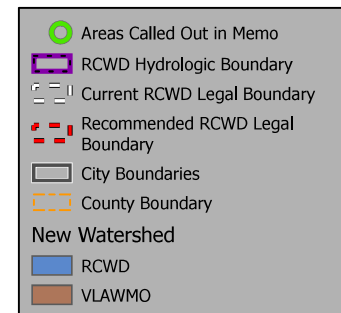 Areas Called Out in Memo
RCWD Hydrologic Boundary
Current RCWD Legal Boundary
Recommended RCWD Legal
Boundary
City Boundaries
County Boundary
New Watershed
RCWD
VLAWMO